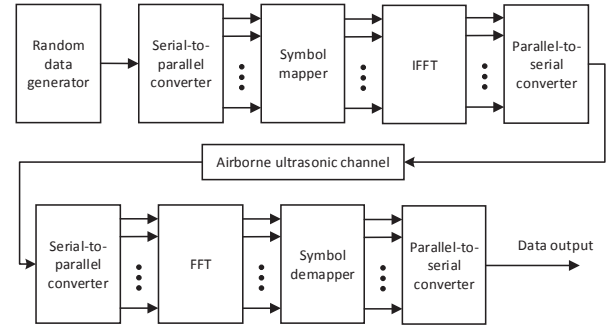 Random
data
generator
Serial-to-
parallel
converter
Symbol
mapper
IFFT
Parallel-to-
serial
converter
Airborne ultrasonic channel
Serial-to-
parallel
converter
FFT
Symbol
demapper
Parallel-to-
serial
converter
Data output